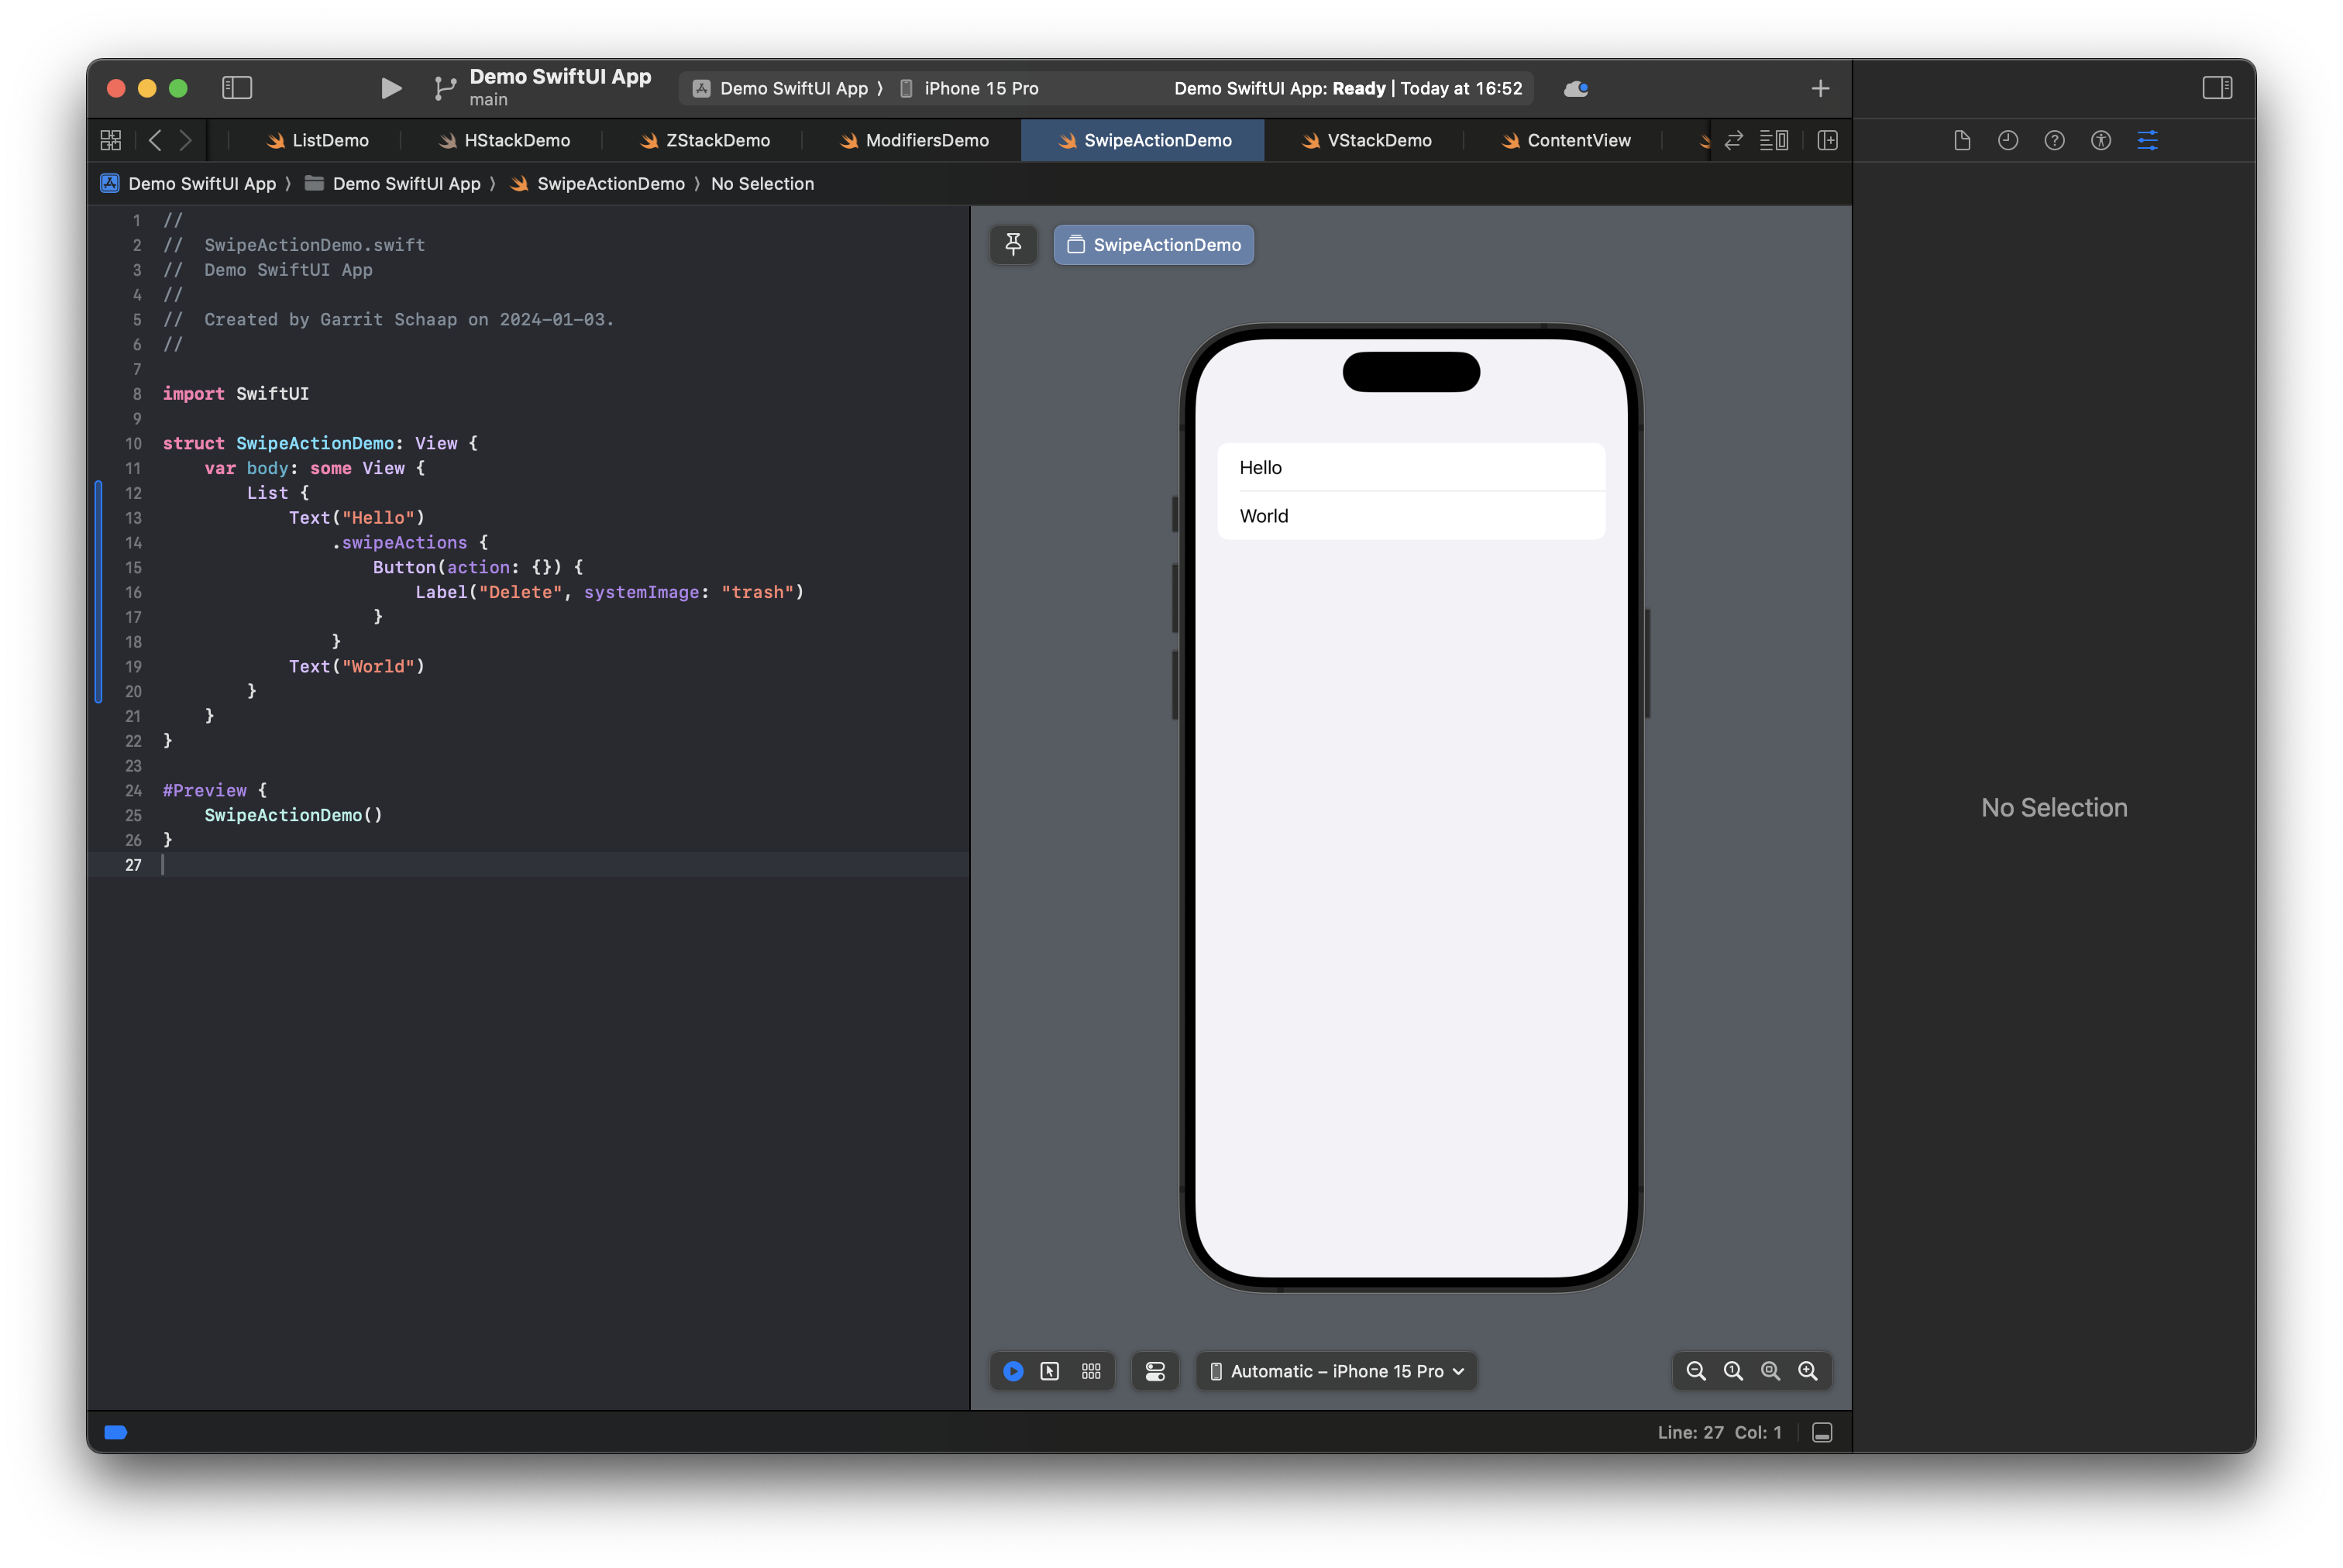 Demo SwiftUI App
main
Demo SwiftUI App ⟩ iPhone 15 Pro
Demo SwiftUI App: Ready | Today at 16:52
ListDemo
HStackDemo
ZStackDemo
ModifiersDemo
SwipeActionDemo
VStackDemo
ContentView
Demo SwiftUI App ⟩ Demo SwiftUI App ⟩ SwipeActionDemo ⟩ No Selection
1 //
2 //  SwipeActionDemo.swift
3 //  Demo SwiftUI App
4 //
5 //  Created by Garrit Schaap on 2024-01-03.
6 //
7
8 import SwiftUI
9
10 struct SwipeActionDemo: View {
11     var body: some View {
12         List {
13             Text("Hello")
14                 .swipeActions {
15                     Button(action: {}) {
16                         Label("Delete", systemImage: "trash")
17                     }
18                 }
19             Text("World")
20         }
21     }
22 }
23
24 #Preview {
25     SwipeActionDemo()
26 }
27
SwipeActionDemo
Hello
World
Automatic – iPhone 15 Pro
No Selection
Line: 27 Col: 1